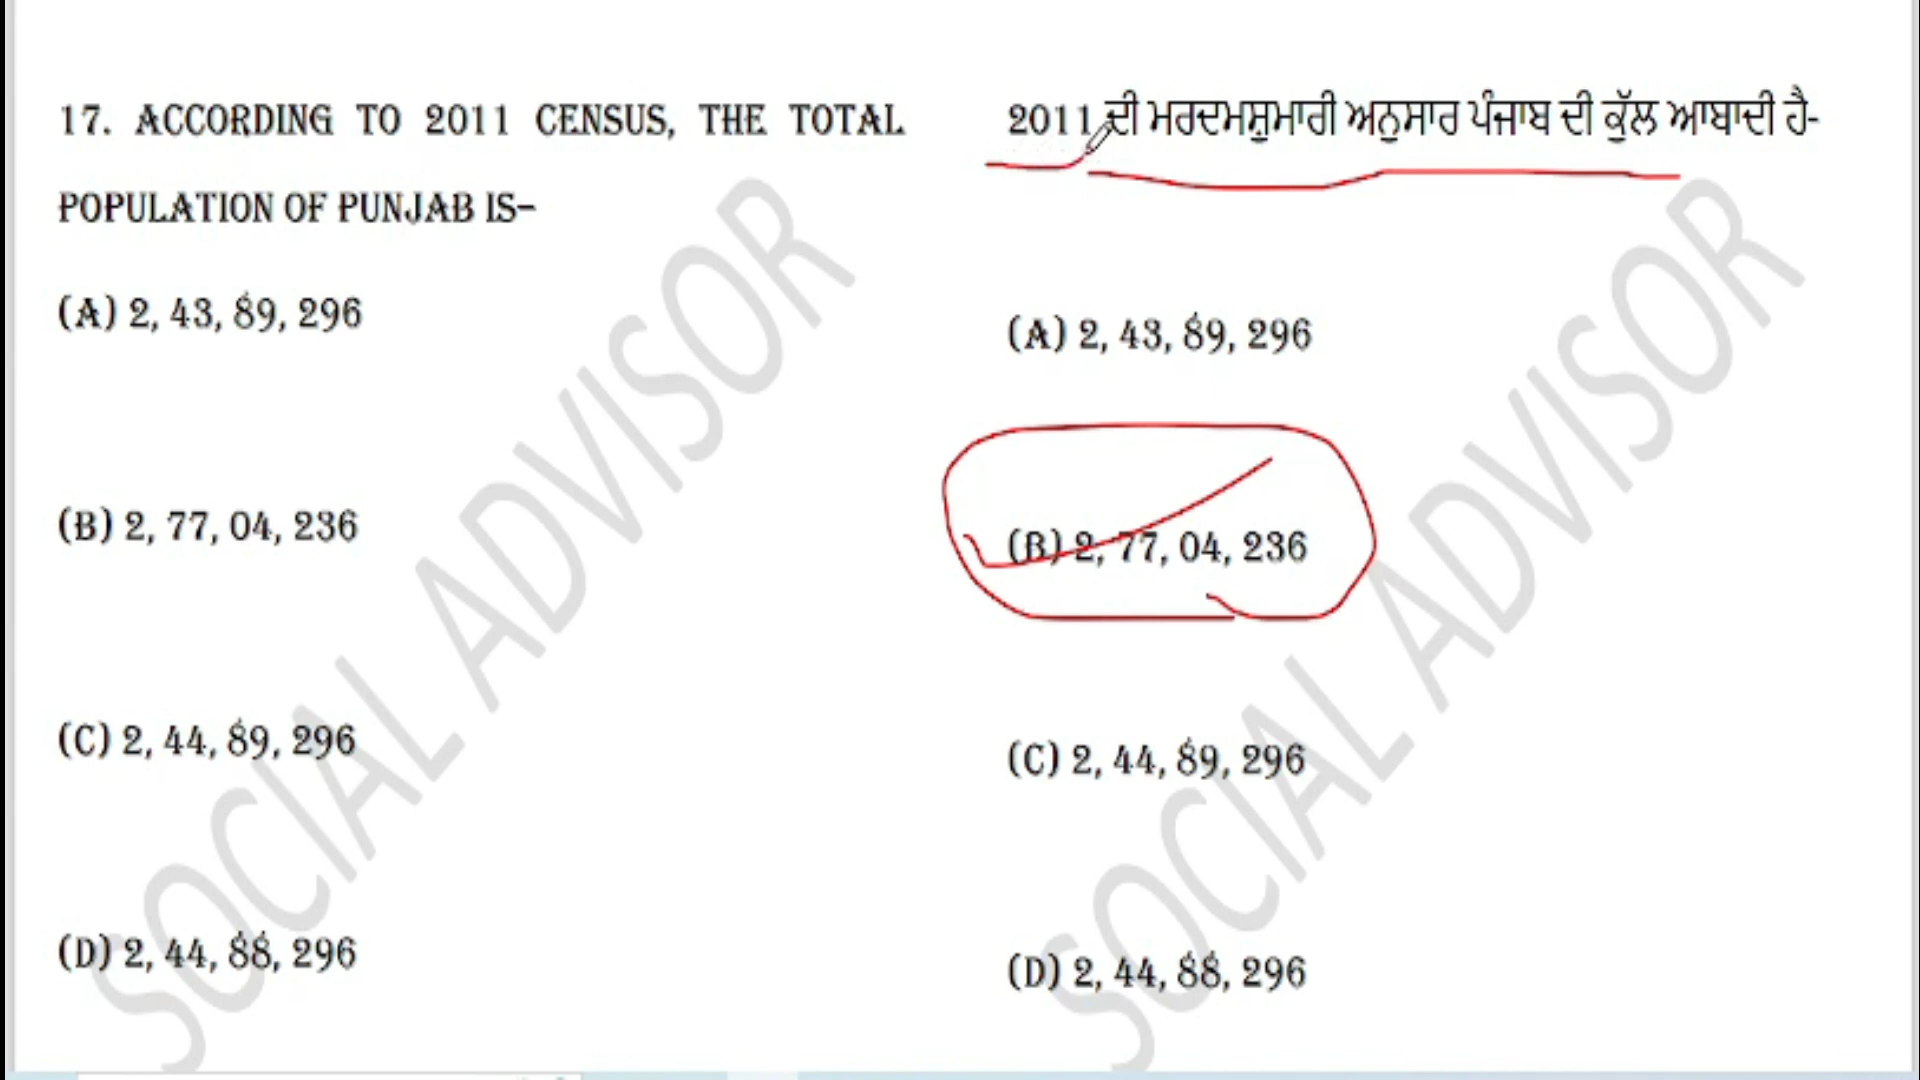 17. ACCORDING TO 2011 CENSUS, THE TOTAL
POPULATION OF PUNJAB IS–
(A) 2, 43, 89, 296
(B) 2, 77, 04, 236
(C) 2, 44, 89, 296
(D) 2, 44, 88, 296
2011 ਦੀ ਮਰਦਮਸ਼ੁਮਾਰੀ ਅਨੁਸਾਰ ਪੰਜਾਬ ਦੀ ਕੁੱਲ ਆਬਾਦੀ ਹੈ-
(A) 2, 43, 89, 296
(B) 2, 77, 04, 236
(C) 2, 44, 89, 296
(D) 2, 44, 88, 296
SOCIAL ADVISOR
SOCIAL ADVISOR